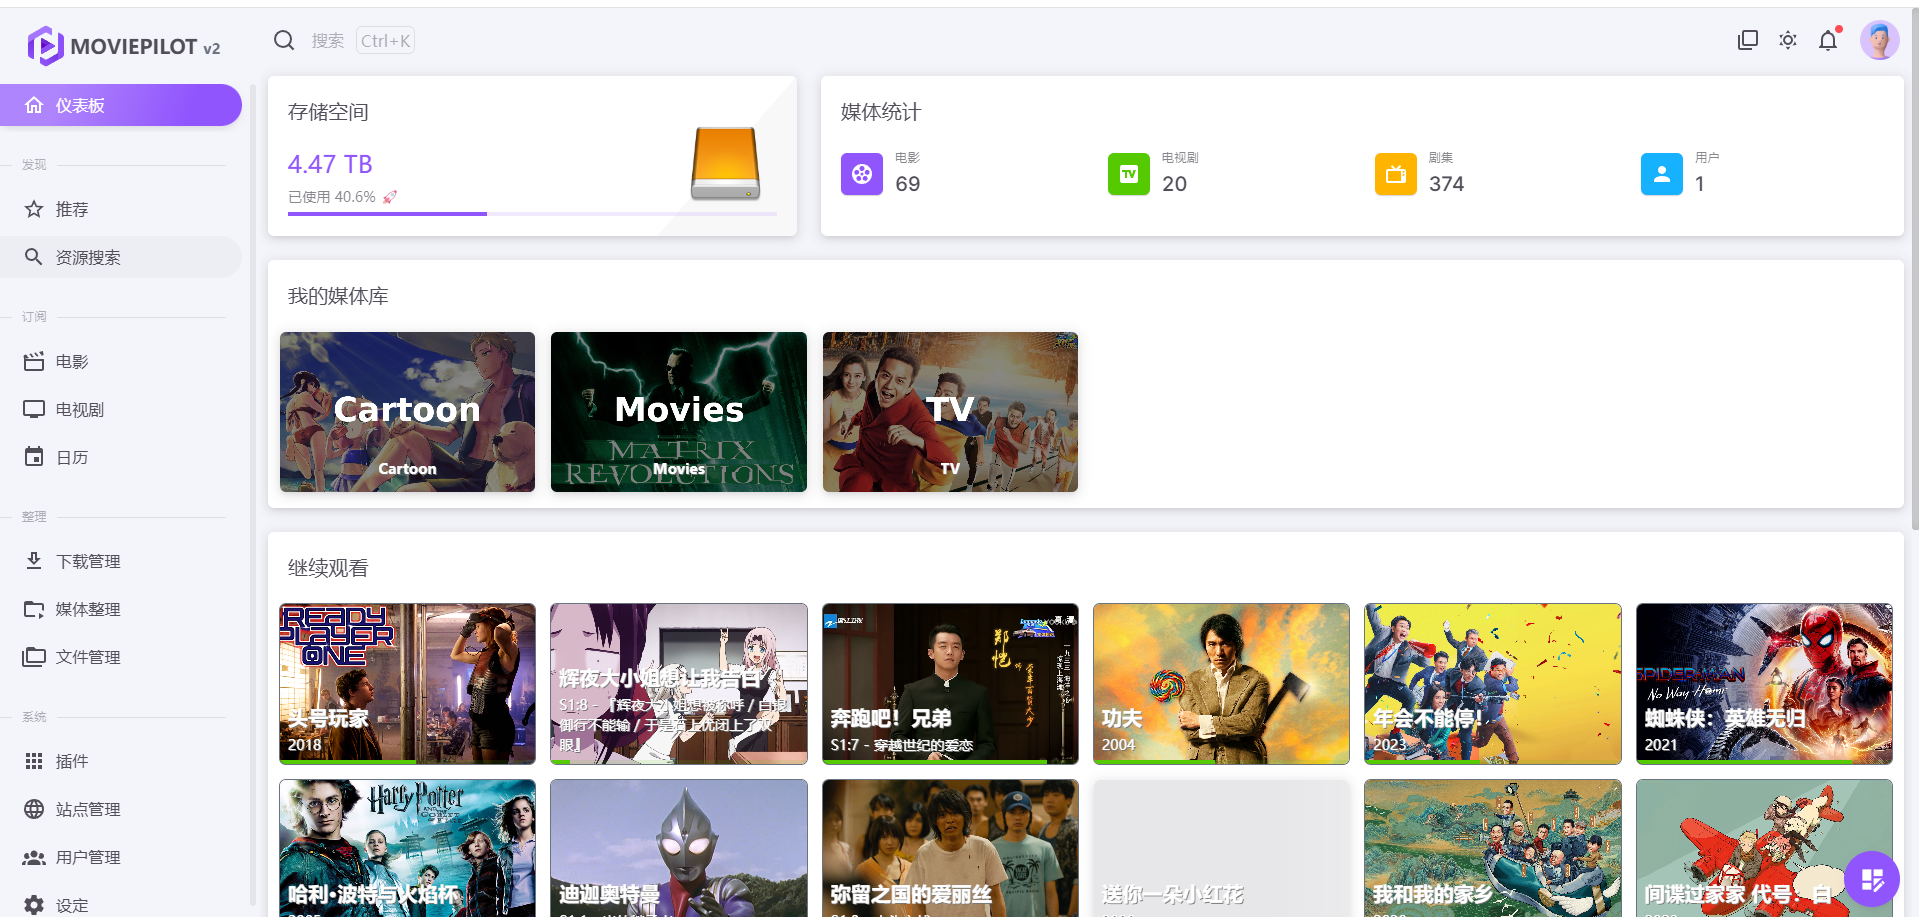 MOVIEPILOT v2
搜索 Ctrl+K
仪表板
发现
推荐
资源搜索
订阅
电影
电视剧
日历
整理
下载管理
媒体整理
文件管理
系统
插件
站点管理
用户管理
设定
存储空间
4.47 TB
已使用 40.6% 🚀
媒体统计
电影
69
电视剧
20
剧集
374
用户
1
我的媒体库
Cartoon
Cartoon
Movies
MATRIX
REVOLUTIONS
Movies
TV
TV
继续观看
READY
PLAYER
ONE
头号玩家
2018
辉夜大小姐想让我告白
S1:8 - 『辉夜大小姐想被称呼 / 白银
御行不能输 / 于是
眼』
郑恺
奔跑吧！兄弟
S1:7 - 穿越世纪的爱恋
功夫
2004
年会不能停！
2023
SPIDER-MAN
No Way Home
蜘蛛侠：英雄无归
2021
Harry Potter
AND THE
GOBLET OF FIRE
哈利·波特与火焰杯
迪迦奥特曼
弥留之国的爱丽丝
送你一朵小红花
我和我的家乡
间谍过家家 代号：白